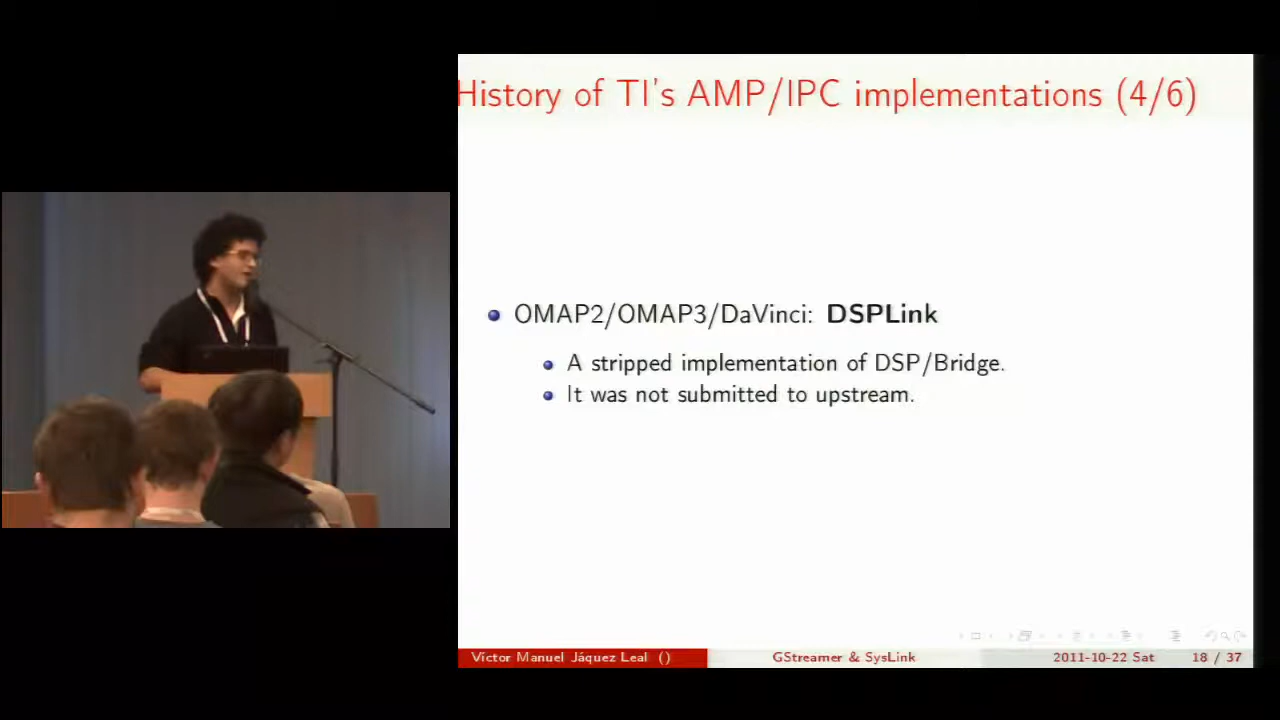 History of TI's AMP/IPC implementations (4/6)
OMAP2/OMAP3/DaVinci: DSPLink
A stripped implementation of DSP/Bridge.
It was not submitted to upstream.
Víctor Manuel Jáquez Leal () GStreamer & SysLink 2011-10-22 Sat 18 / 37